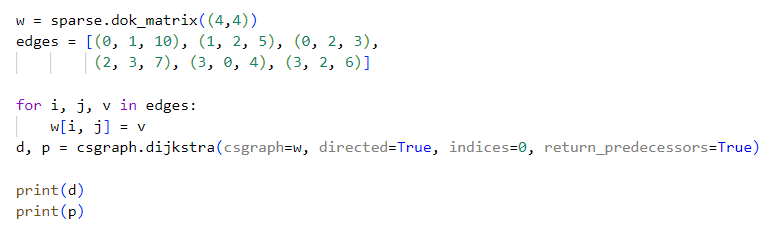 w = sparse.dok_matrix((4,4))
edges = [(0, 1, 10), (1, 2, 5), (0, 2, 3),
         (2, 3, 7), (3, 0, 4), (3, 2, 6)]

for i, j, v in edges:
    w[i, j] = v
d, p = csgraph.dijkstra(csgraph=w, directed=True, indices=0, return_predecessors=True)

print(d)
print(p)